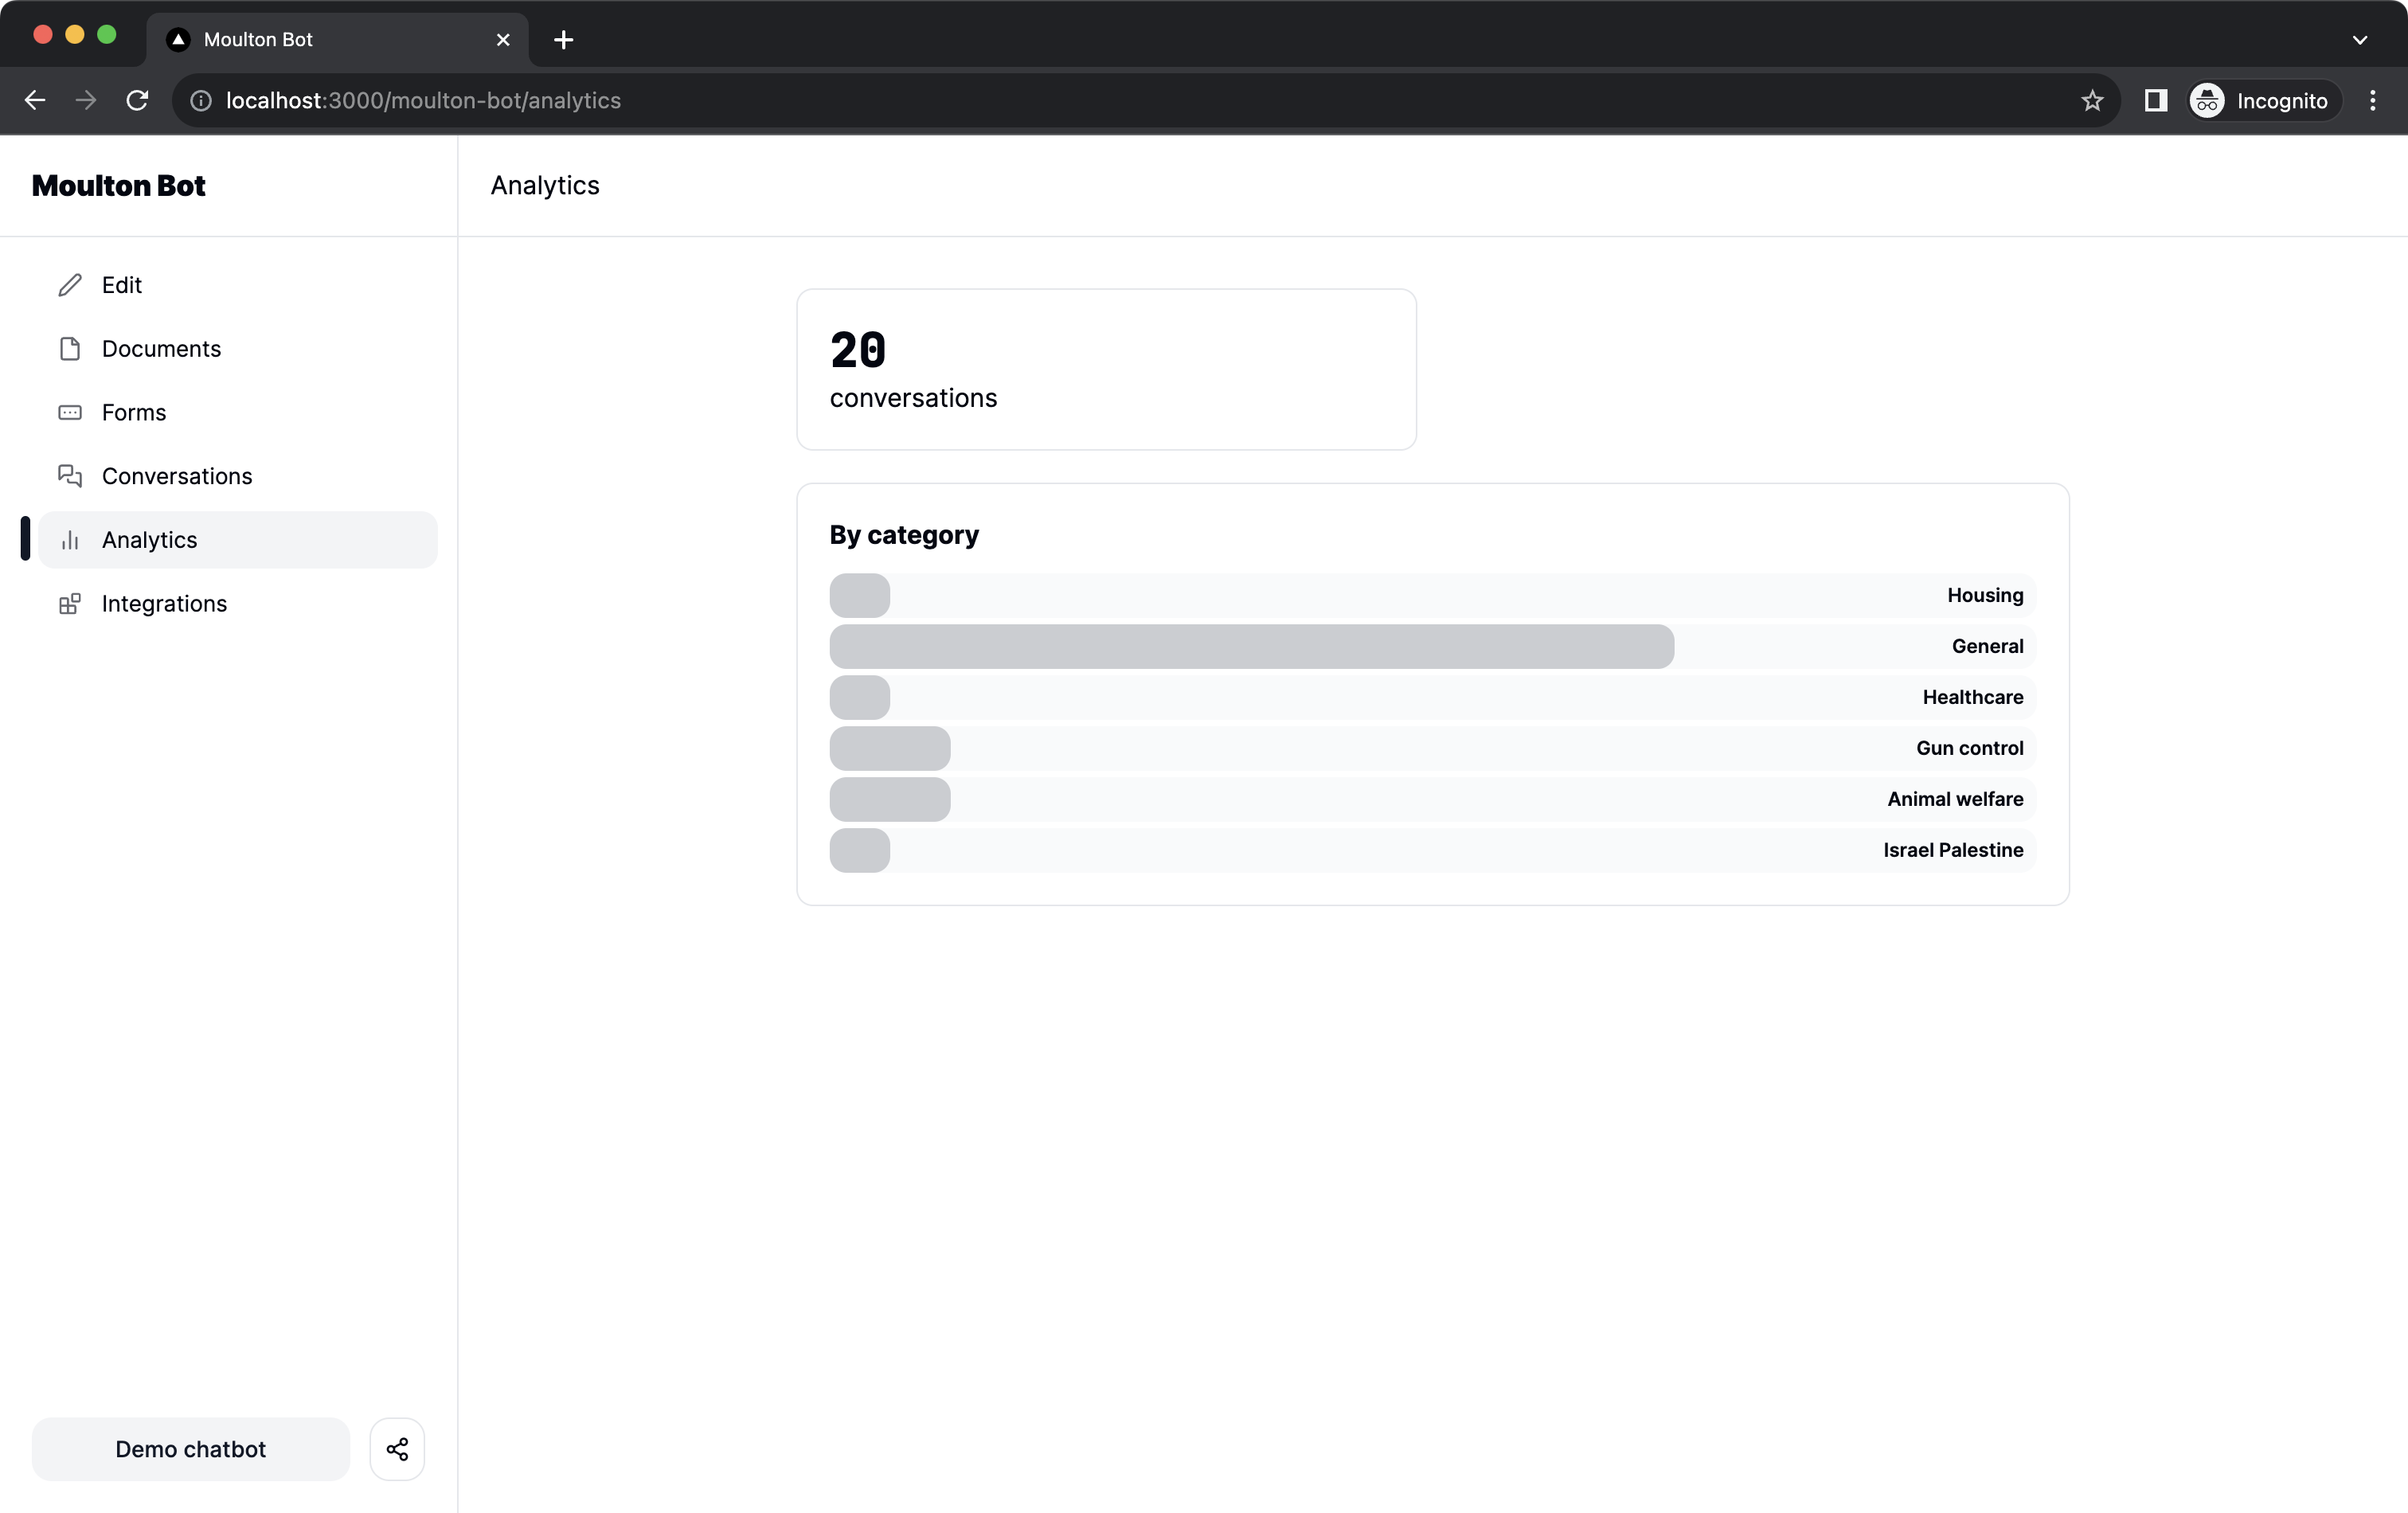 Moulton Bot
localhost:3000/moulton-bot/analytics
Incognito
Moulton Bot
Edit
Documents
Forms
Conversations
Analytics
Integrations
Demo chatbot
Analytics
20
conversations
By category
Housing
General
Healthcare
Gun control
Animal welfare
Israel Palestine